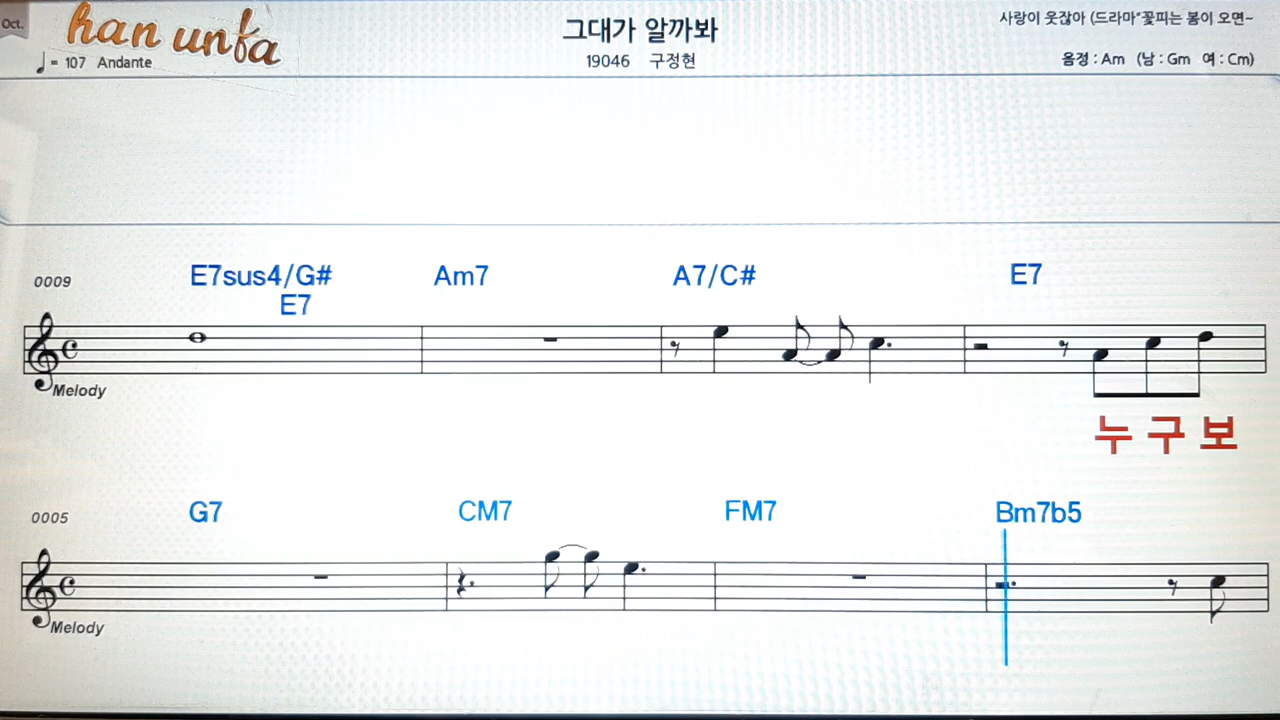 Oct.
han unfa
그대가 알까봐
사랑이 웃잖아 (드라마"꽃피는 봄이 오면~
= 107 Andante
19046 구정현
음정 : Am (남 : Gm 여 : Cm)
0009
E7sus4/G# Am7 A7/C# E7
E7
Melody
누 구 보
0005
G7 CM7 FM7 Bm7b5
Melody